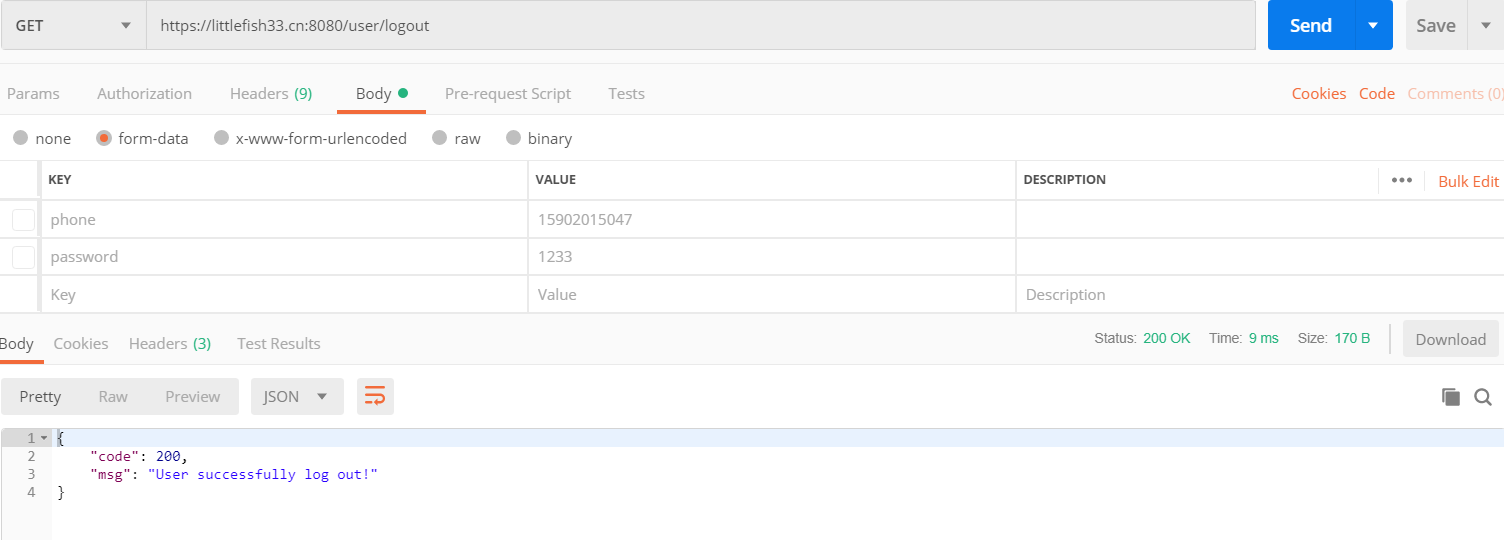 GET https://littlefish33.cn:8080/user/logout Send Save
Params Authorization Headers (9) Body Pre-request Script Tests Cookies Code Comments (0)
none form-data x-www-form-urlencoded raw binary
KEY VALUE DESCRIPTION ••• Bulk Edit
phone 15902015047
password 1233
Key Value Description
Body Cookies Headers (3) Test Results Status: 200 OK Time: 9 ms Size: 170 B Download
Pretty Raw Preview JSON
1 {
2 "code": 200,
3 "msg": "User successfully log out!"
4 }